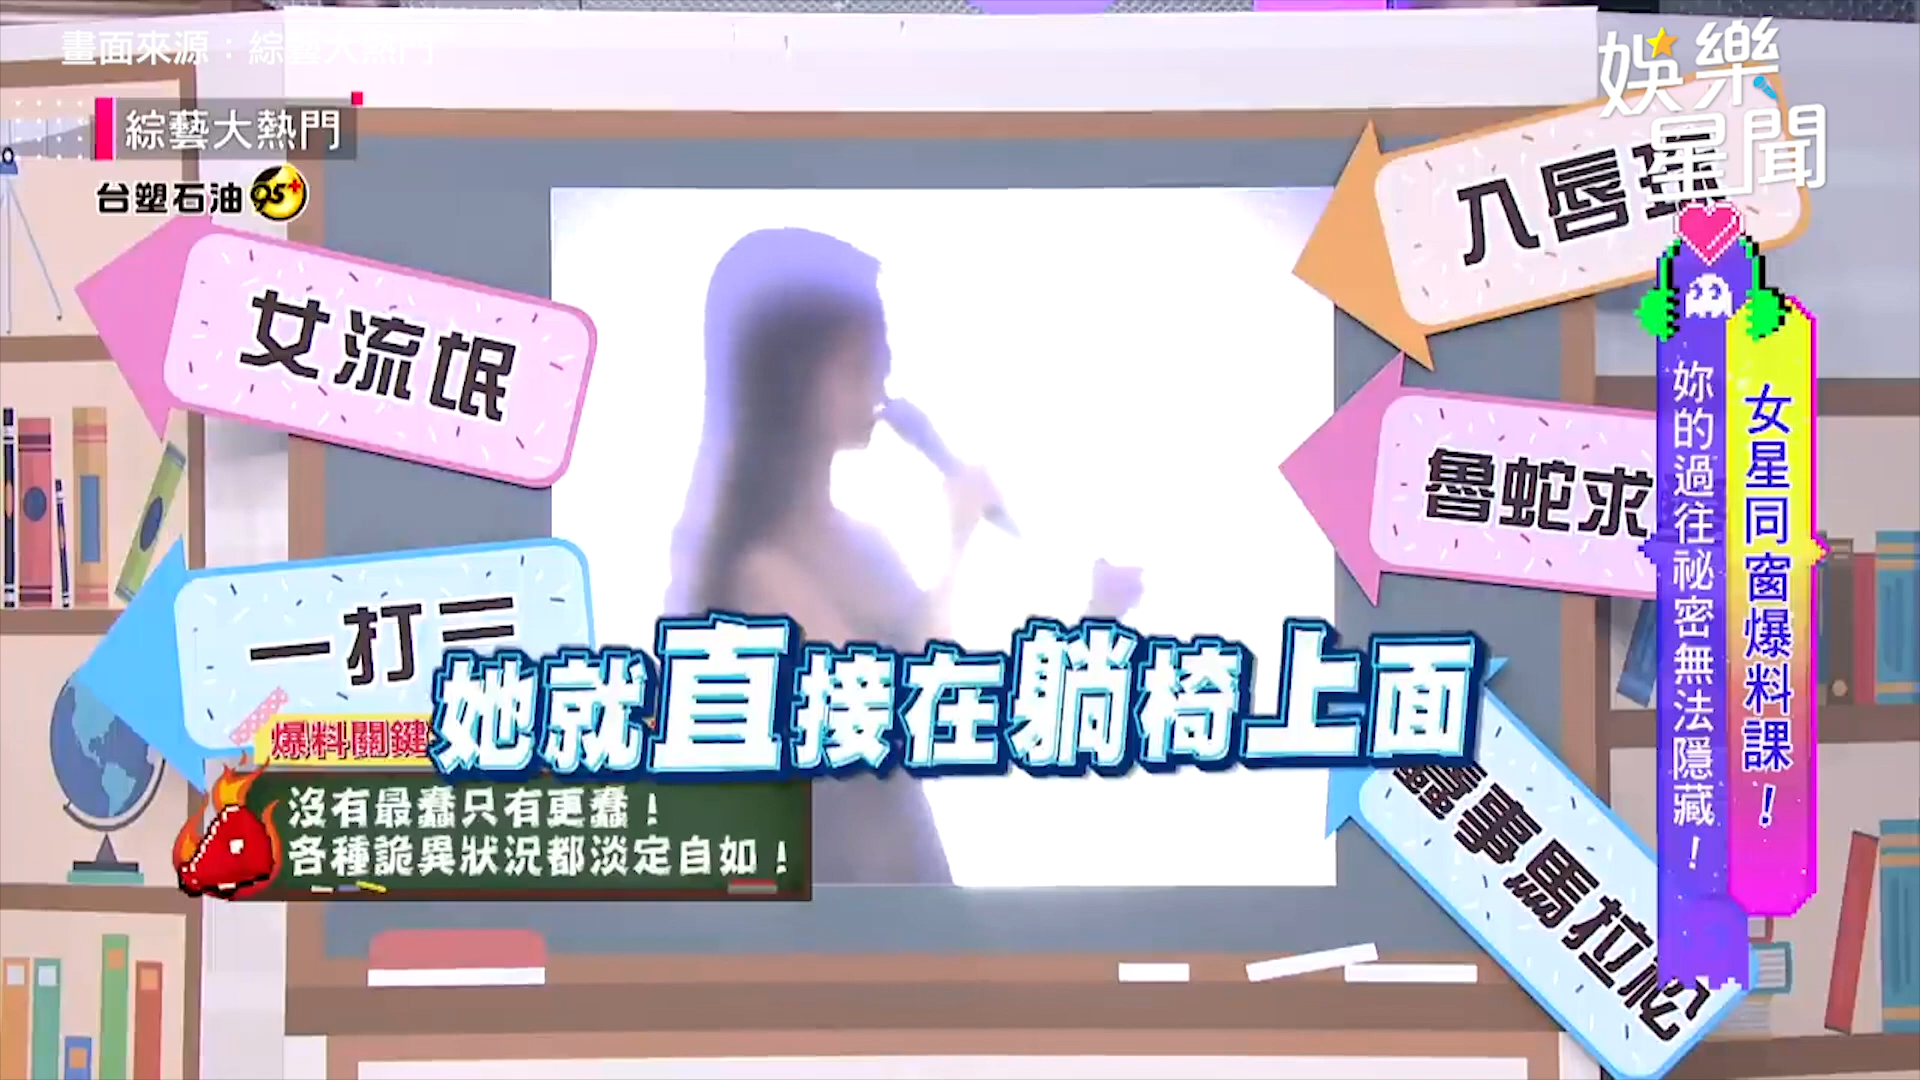 畫面來源:綜藝大熱門
綜藝大熱門
台塑石油 95+
娛樂
星聞
女流氓
一打三
八唇
魯蛇求
蠢事馬拉松
她就直接在躺椅上面
爆料關鍵
沒有最蠢只有更蠢!
各種詭異狀況都淡定自如!
女星同窗爆料課!
妳的過往祕密無法隱藏!